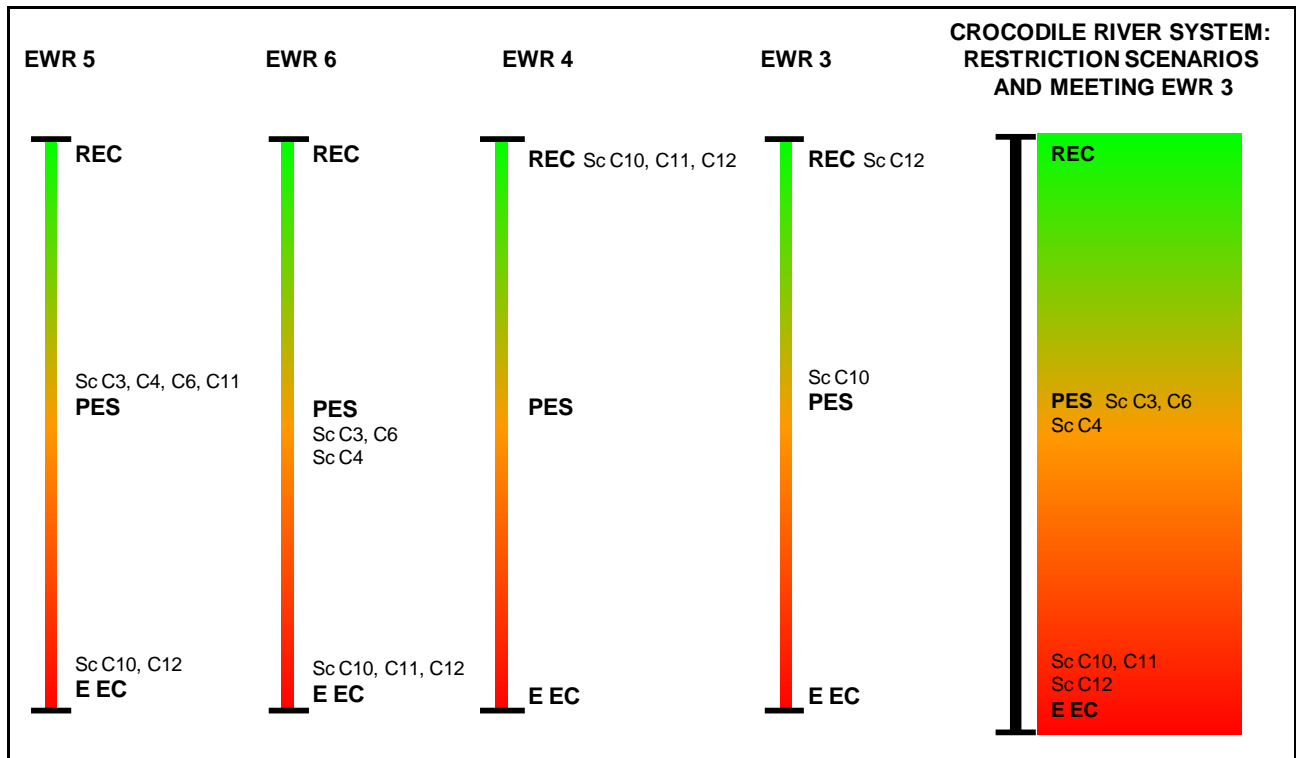 EWR 5
REC
Sc C3, C4, C6, C11
PES
Sc C10, C12
E EC
EWR 6
REC
PES
Sc C3, C6
Sc C4
Sc C10, C11, C12
E EC
EWR 4
REC Sc C10, C11, C12
PES
E EC
EWR 3
REC Sc C12
Sc C10
PES
E EC
CROCODILE RIVER SYSTEM:
RESTRICTION SCENARIOS
AND MEETING EWR 3
REC
PES Sc C3, C6
Sc C4
Sc C10, C11
Sc C12
E EC